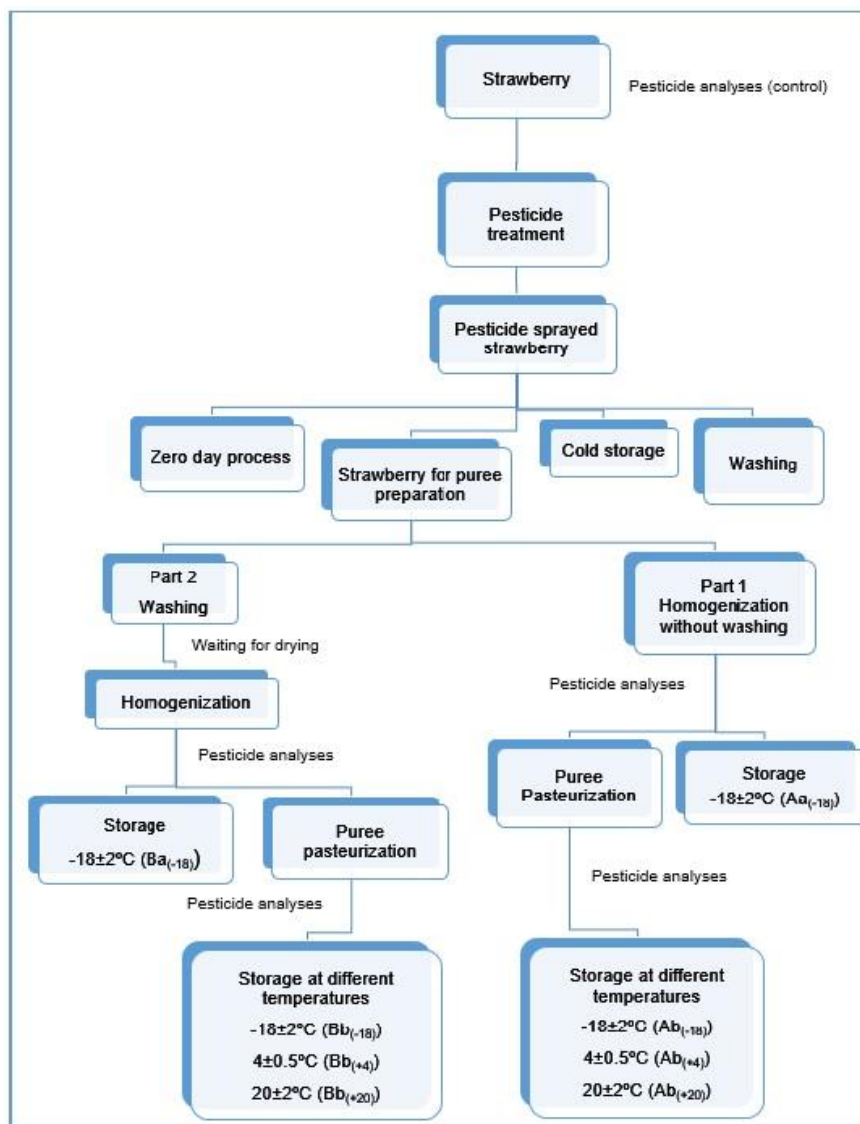 Strawberry
Pesticide analyses (control)
Pesticide
treatment
Pesticide sprayed
strawberry
Zero day process
Strawberry for puree
preparation
Cold storage
Washing
Part 2
Washing
Part 1
Homogenization
without washing
Waiting for drying
Homogenization
Pesticide analyses
Pesticide analyses
Storage
-18±2ºC (Ba(-18))
Puree
pasteurization
Puree
Pasteurization
Storage
-18±2ºC (Aa(-18))
Pesticide analyses
Pesticide analyses
Storage at different
temperatures
-18±2ºC (Bb(-18))
4±0.5ºC (Bb(+4))
20±2ºC (Bb(+20))
Storage at different
temperatures
-18±2ºC (Ab(-18))
4±0.5ºC (Ab(+4))
20±2ºC (Ab(+20))